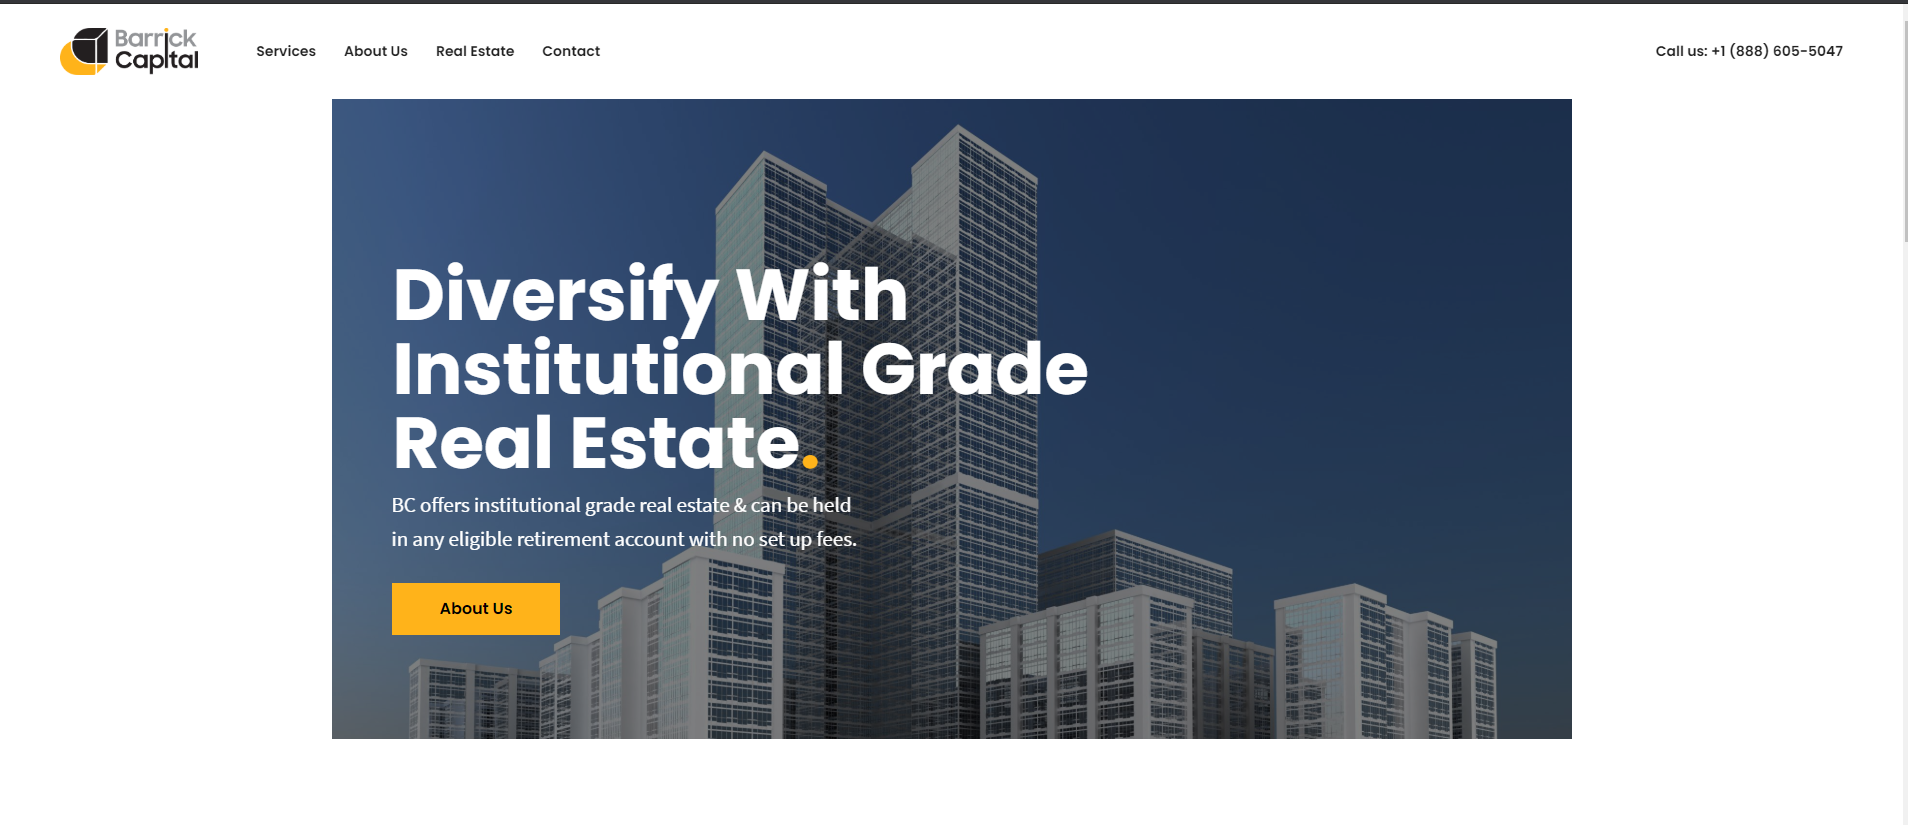 Barrick
Capital
Services
About Us
Real Estate
Contact
Call us: +1 (888) 605-5047
Diversify With
Institutional Grade
Real Estate.
BC offers institutional grade real estate & can be held
in any eligible retirement account with no set up fees.
About Us